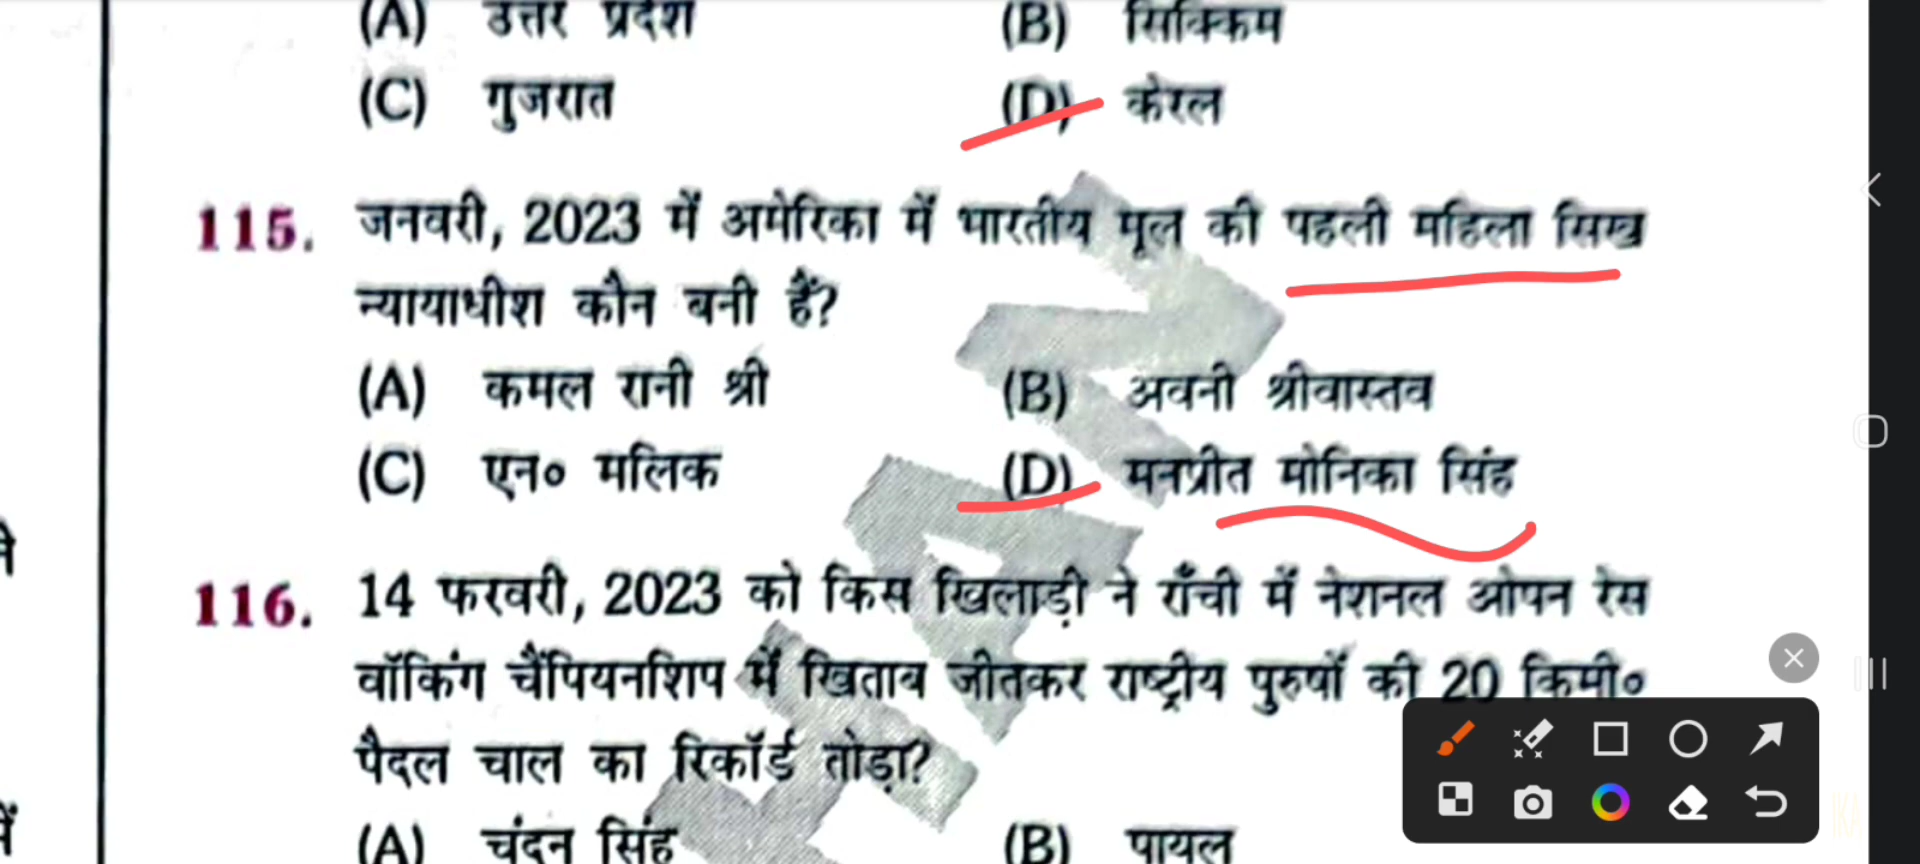 (A) उत्तर प्रदेश (B) सिक्किम
(C) गुजरात (D) केरल
115. जनवरी, 2023 में अमेरिका में भारतीय मूल की पहली महिला सिख
न्यायाधीश कौन बनी हैं?
(A) कमल रानी श्री (B) अवनी श्रीवास्तव
(C) एन० मलिक (D) मनप्रीत मोनिका सिंह
116. 14 फरवरी, 2023 को किस खिलाड़ी ने राँची में नेशनल ओपन रेस
वॉकिंग चैंपियनशिप में खिताब जीतकर राष्ट्रीय पुरुषों की 20 किमी०
पैदल चाल का रिकॉर्ड तोड़ा?
(A) चंदन सिंह (B) पायल